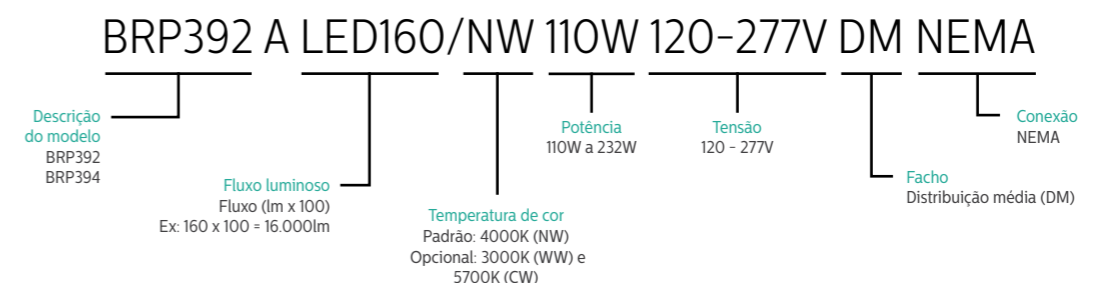 BRP392 A LED160/NW 110W 120-277V DM NEMA
Descrição
do modelo
BRP392
BRP394
Fluxo luminoso
Fluxo (lm x 100)
Ex: 160 x 100 = 16.000lm
Temperatura de cor
Padrão: 4000K (NW)
Opcional: 3000K (WW) e
5700K (CW)
Potência
110W a 232W
Tensão
120 - 277V
Facho
Distribuição média (DM)
Conexão
NEMA